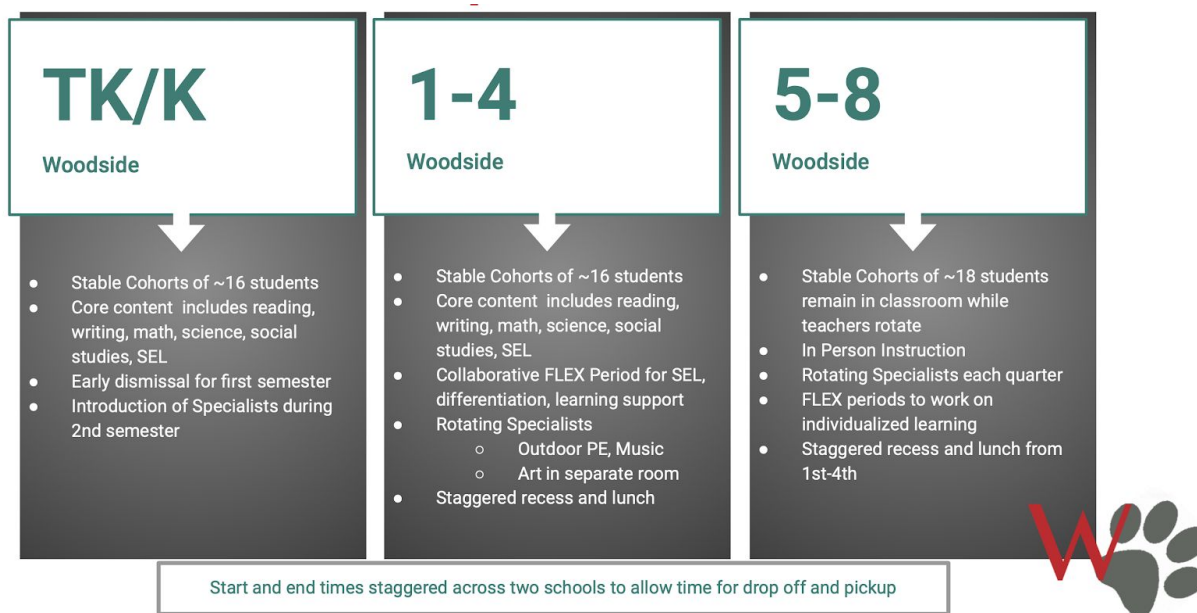 TK/K
Woodside
● Stable Cohorts of ~16 students
● Core content includes reading,
writing, math, science, social
studies, SEL
● Early dismissal for first semester
● Introduction of Specialists during
2nd semester
1-4
Woodside
● Stable Cohorts of ~16 students
● Core content includes reading,
writing, math, science, social
studies, SEL
● Collaborative FLEX Period for SEL,
differentiation, learning support
● Rotating Specialists
○ Outdoor PE, Music
○ Art in separate room
● Staggered recess and lunch
5-8
Woodside
● Stable Cohorts of ~18 students
remain in classroom while
teachers rotate
● In Person Instruction
● Rotating Specialists each quarter
● FLEX periods to work on
individualized learning
● Staggered recess and lunch from
1st-4th
W
Start and end times staggered across two schools to allow time for drop off and pickup